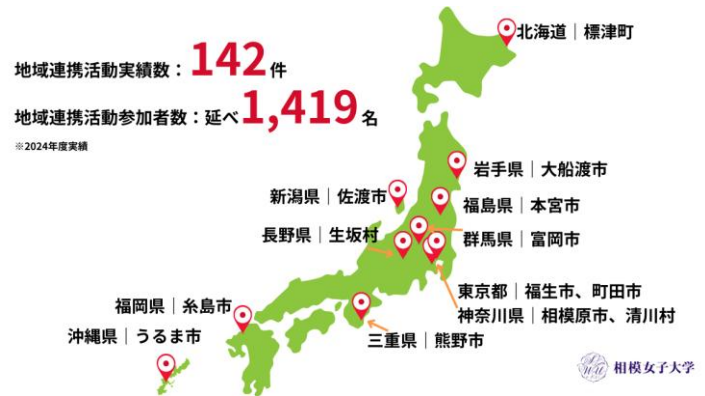 北海道｜標津町
地域連携活動実績数：142件
地域連携活動参加者数：延べ1,419名
※2024年度実績
岩手県｜大船渡市
新潟県｜佐渡市
福島県｜本宮市
長野県｜生坂村
群馬県｜富岡市
東京都｜福生市、町田市
神奈川県｜相模原市、清川村
福岡県｜糸島市
沖縄県｜うるま市
三重県｜熊野市
相模女子大学